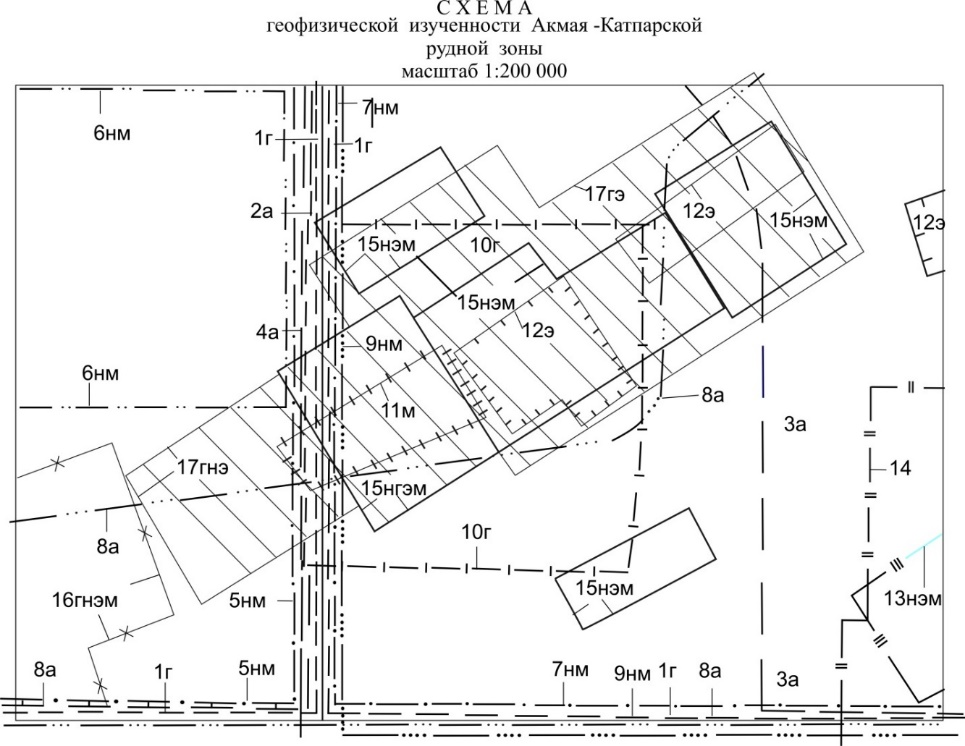 С Х Е М А
геофизической изученности Акмая -Катпарской
рудной зоны
масштаб 1:200 000
7нм
6нм
1г
1г
17гэ
2а
12э
15нэм
12э
15нэм
10г
15нэм
4а
12э
9нм
6нм
11м
8а
3а
17гнэ
14
15нгэм
8а
10г
16гнэм
5нм
15нэм
13нэм
8а
1г
5нм
7нм
9нм
1г
8а
3а